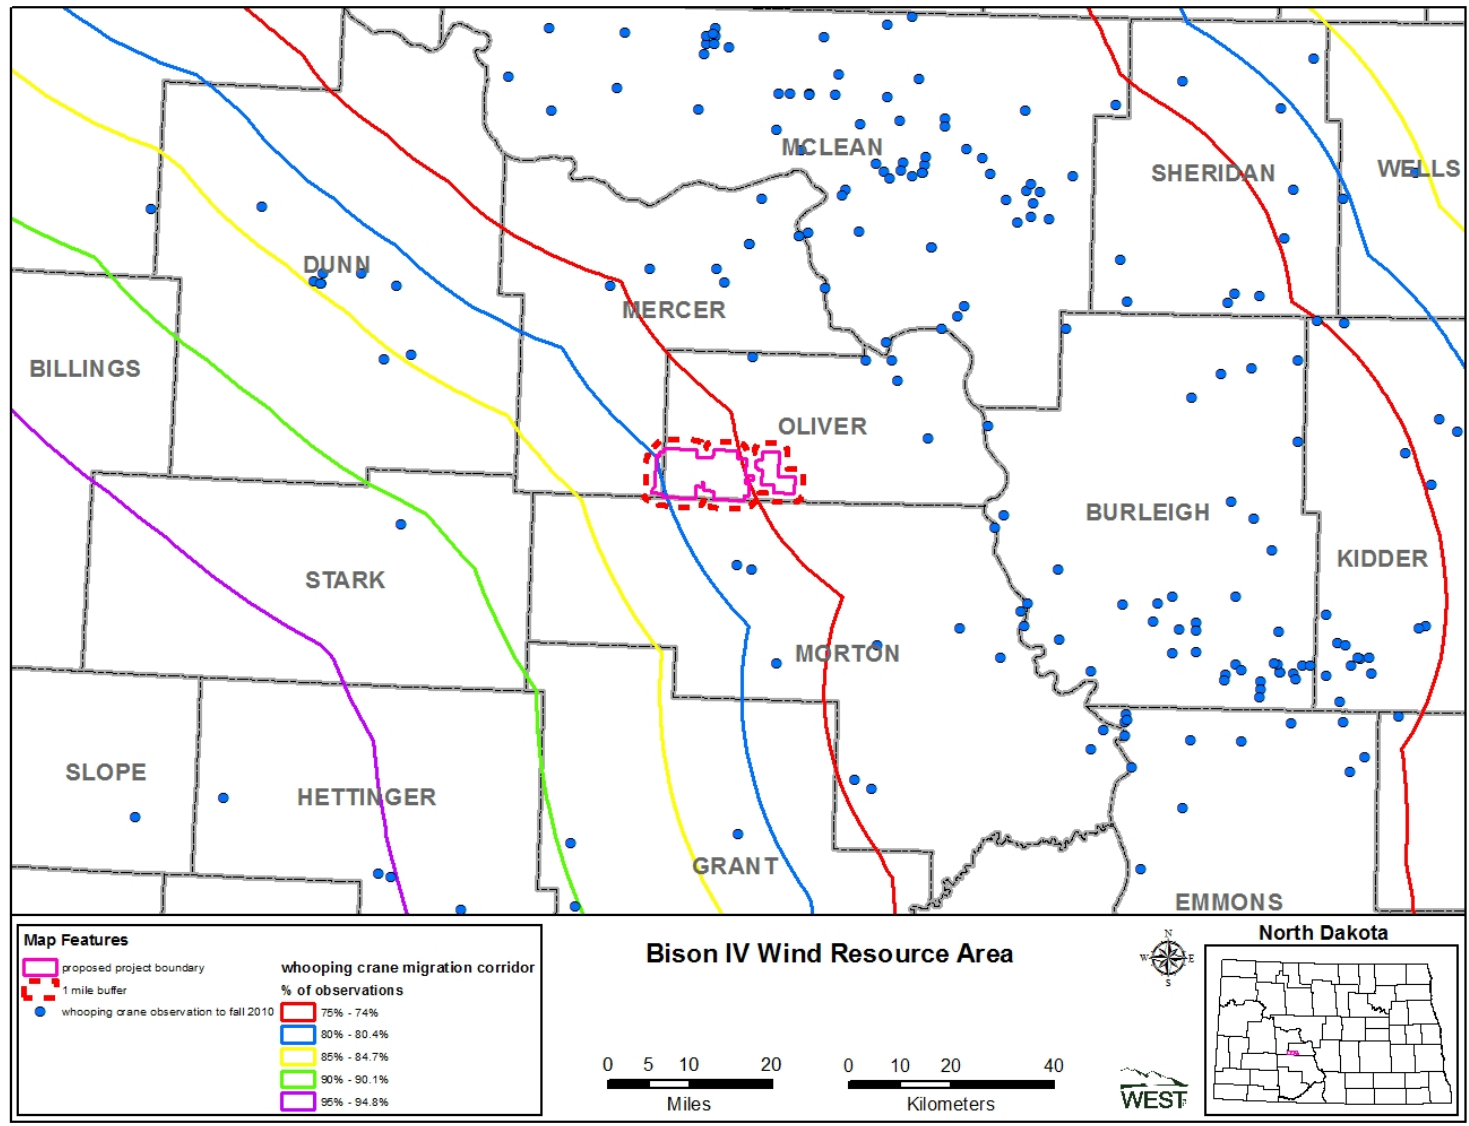 MCLEAN
SHERIDAN
WELLS
DUNN
MERCER
BILLINGS
OLIVER
BURLEIGH
KIDDER
STARK
MORTON
SLOPE
HETTINGER
GRANT
EMMONS
Map Features
proposed project boundary
1 mile buffer
whooping crane observation to fall 2010
whooping crane migration corridor
% of observations
75% - 74%
80% - 80.4%
85% - 84.7%
90% - 90.1%
95% - 94.8%
Bison IV Wind Resource Area
0 5 10 20
Miles
0 10 20 40
Kilometers
N
W E
S
WEST
North Dakota